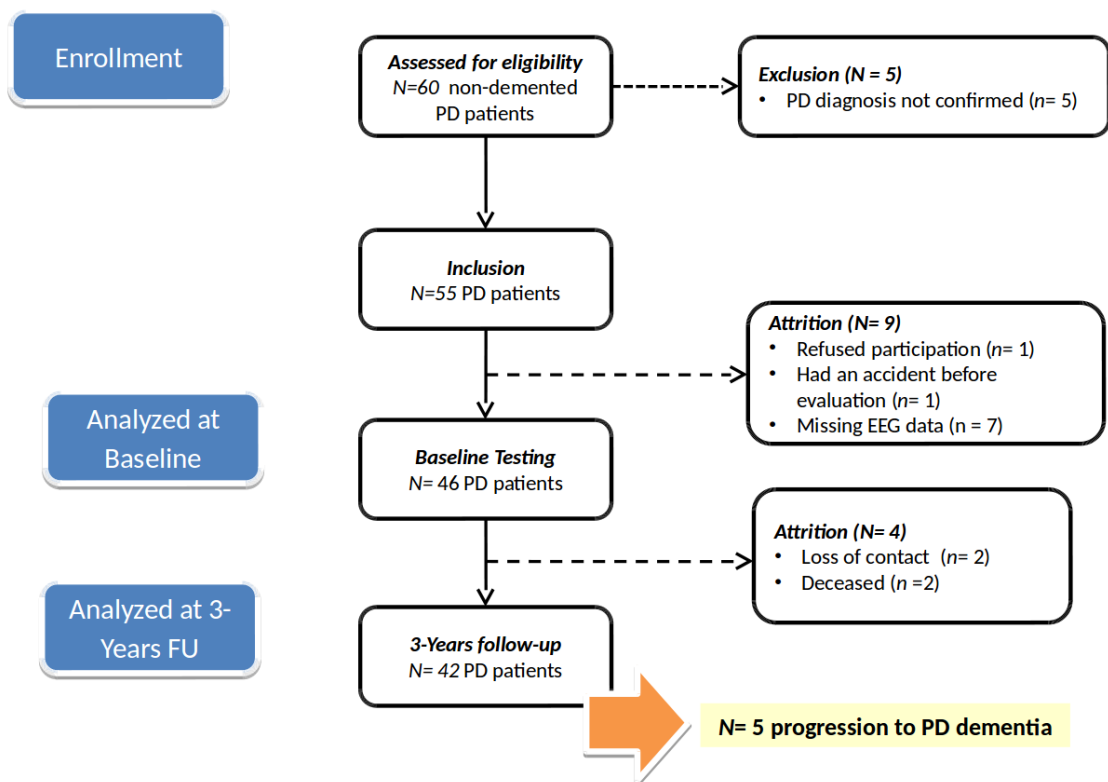 Enrollment
Assessed for eligibility
N=60 non-demented
PD patients
Exclusion (N = 5)
• PD diagnosis not confirmed (n= 5)
Inclusion
N=55 PD patients
Attrition (N= 9)
• Refused participation (n= 1)
• Had an accident before
evaluation (n= 1)
• Missing EEG data (n = 7)
Analyzed at
Baseline
Baseline Testing
N= 46 PD patients
Attrition (N= 4)
• Loss of contact (n= 2)
• Deceased (n =2)
Analyzed at 3-
Years FU
3-Years follow-up
N= 42 PD patients
N= 5 progression to PD dementia